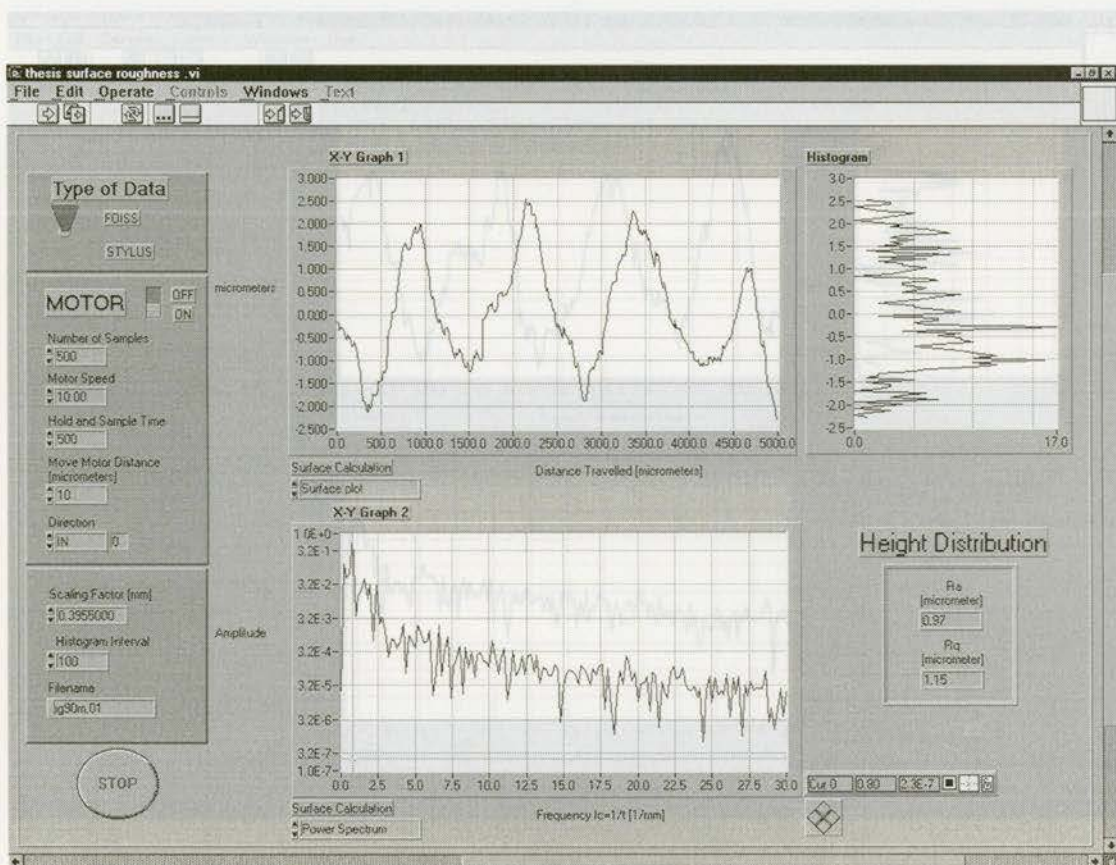 thesis surface roughness .vi
File Edit Operate Controls Windows Text
Type of Data
FOISS
STYLUS
MOTOR
OFF
ON
Number of Samples
500
Motor Speed
10.00
Hold and Sample Time
500
Move Motor Distance
[micrometers]
10
Direction
IN 0
Scaling Factor [mm]
0.3955000
Histogram Interval
100
Filename
jg90m.01
STOP
X-Y Graph 1
micrometers
3.000
2.500
2.000
1.500
1.000
0.500
0.000
-0.500
-1.000
-1.500
-2.000
-2.500
0.0 500.0 1000.0 1500.0 2000.0 2500.0 3000.0 3500.0 4000.0 4500.0 5000.0
Distance Travelled [micrometers]
Surface Calculation
Surface plot
Histogram
3.0
2.5
2.0
1.5
1.0
0.5
0.0
-0.5
-1.0
-1.5
-2.0
-2.5
0.0 17.0
X-Y Graph 2
Amplitude
1.0E+0
3.2E-1
3.2E-2
3.2E-3
3.2E-4
3.2E-5
3.2E-6
3.2E-7
1.0E-7
0.0 2.5 5.0 7.5 10.0 12.5 15.0 17.5 20.0 22.5 25.0 27.5 30.0
Frequency lc=1/t [1/mm]
Surface Calculation
Power Spectrum
Height Distribution
Ra
[micrometer]
0.97
Rq
[micrometer]
1.15
Cur 0 0.80 2.3E-7